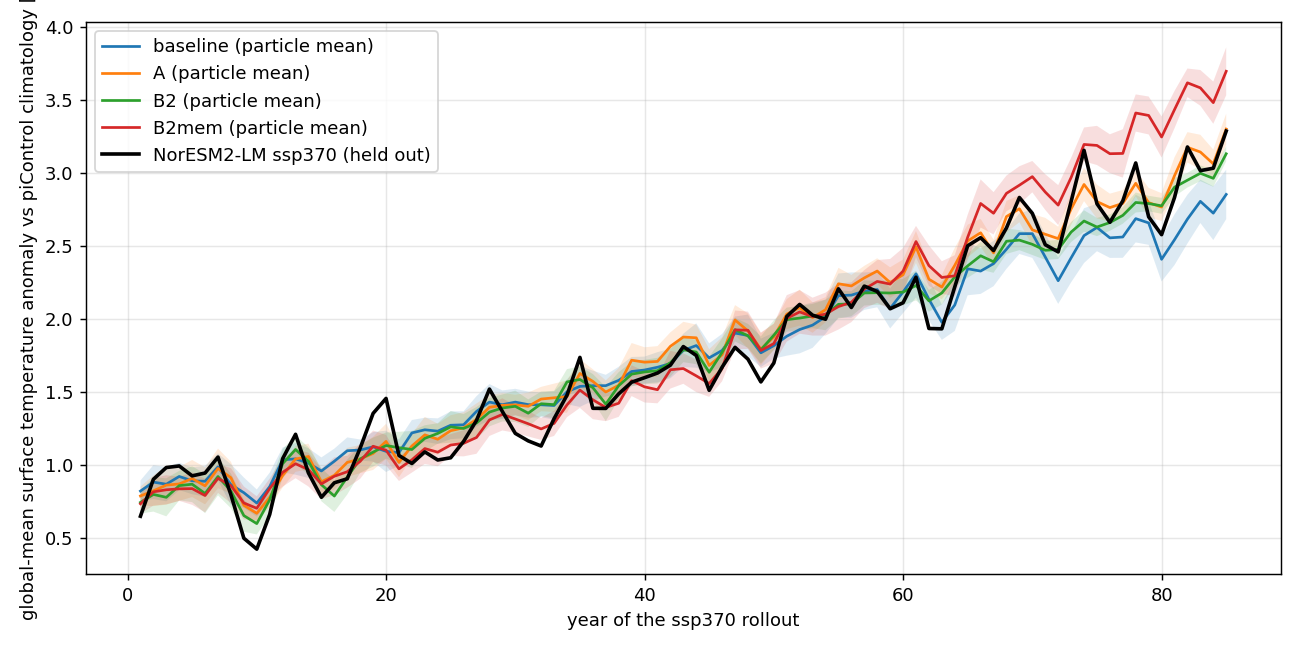 global-mean surface temperature anomaly vs piControl climatology
4.0
3.5
3.0
2.5
2.0
1.5
1.0
0.5
baseline (particle mean)
A (particle mean)
B2 (particle mean)
B2mem (particle mean)
NorESM2-LM ssp370 (held out)
0
20
40
60
80
year of the ssp370 rollout